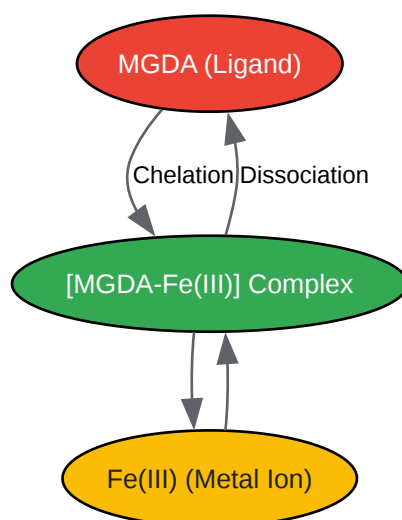 MGDA (Ligand)
Chelation Dissociation
[MGDA-Fe(III)] Complex
Fe(III) (Metal Ion)